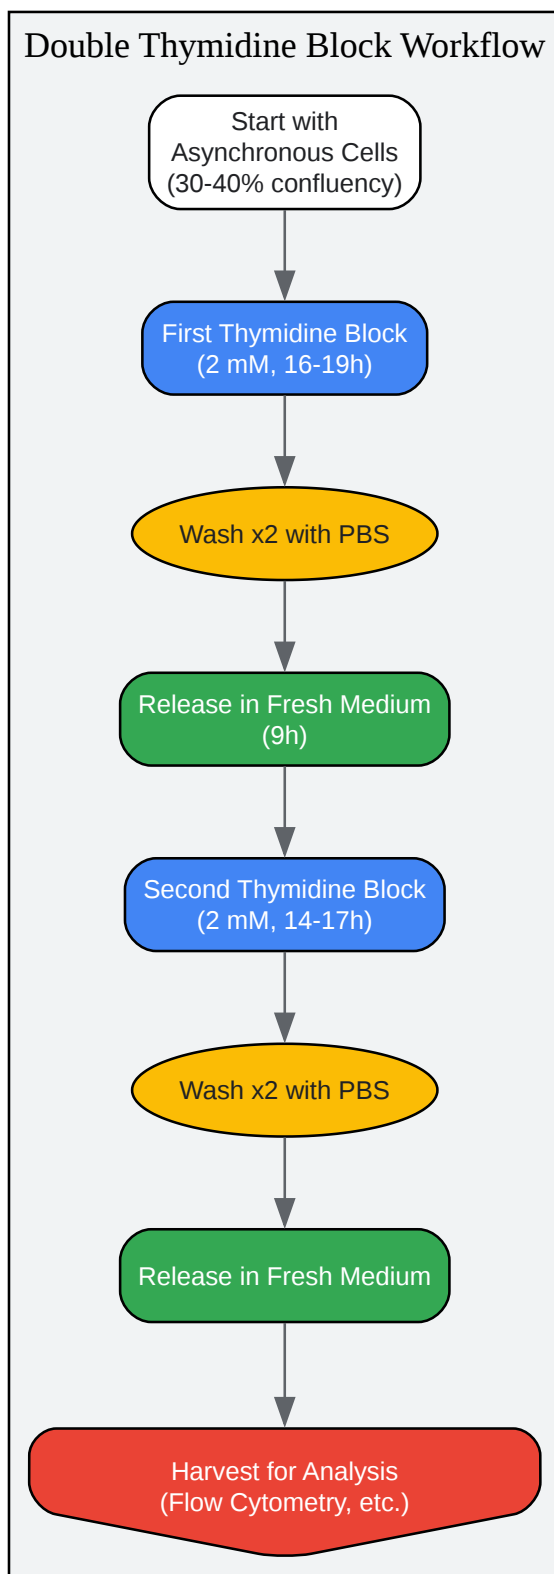 Double Thymidine Block Workflow
Start with
Asynchronous Cells
(30-40% confluency)
First Thymidine Block
(2 mM, 16-19h)
Wash x2 with PBS
Release in Fresh Medium
(9h)
Second Thymidine Block
(2 mM, 14-17h)
Wash x2 with PBS
Release in Fresh Medium
Harvest for Analysis
(Flow Cytometry, etc.)